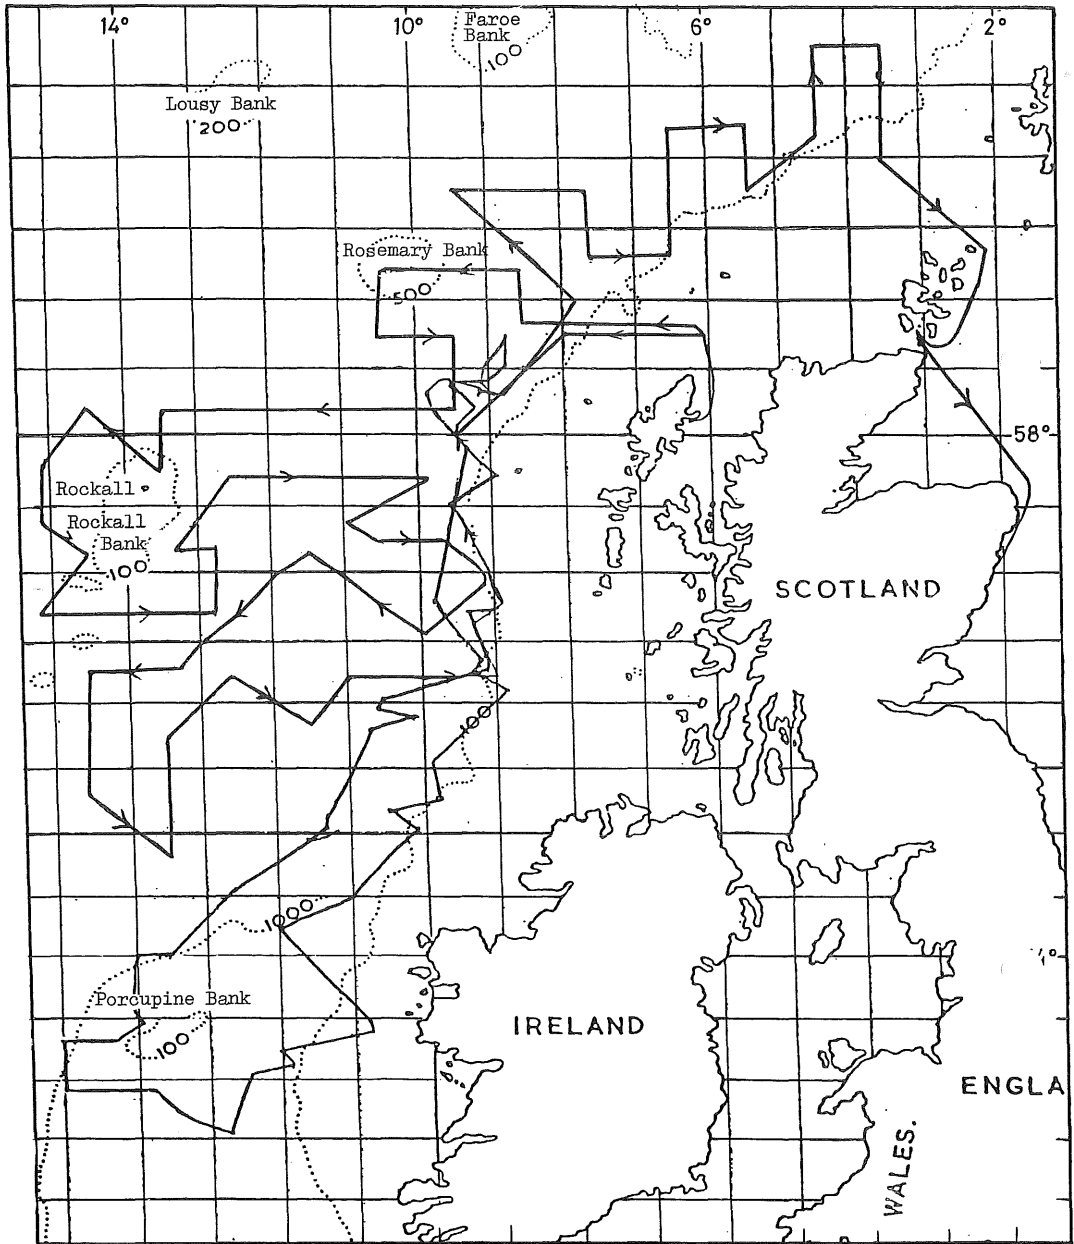 14°
10°
6°
2°
Faroe
Bank
100
Lousy Bank
200
Rosemary Bank
500
58°
Rockall
Rockall
Bank
100
SCOTLAND
100
1000
Porcupine Bank
100
IRELAND
ENGLA
WALES.